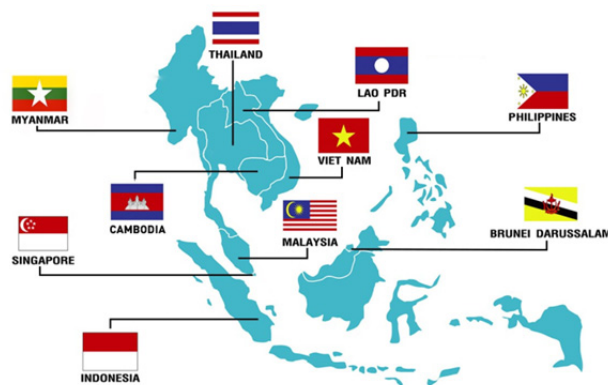 THAILAND
LAO PDR
MYANMAR
PHILIPPINES
VIET NAM
CAMBODIA
MALAYSIA
BRUNEI DARUSSALAM
SINGAPORE
INDONESIA